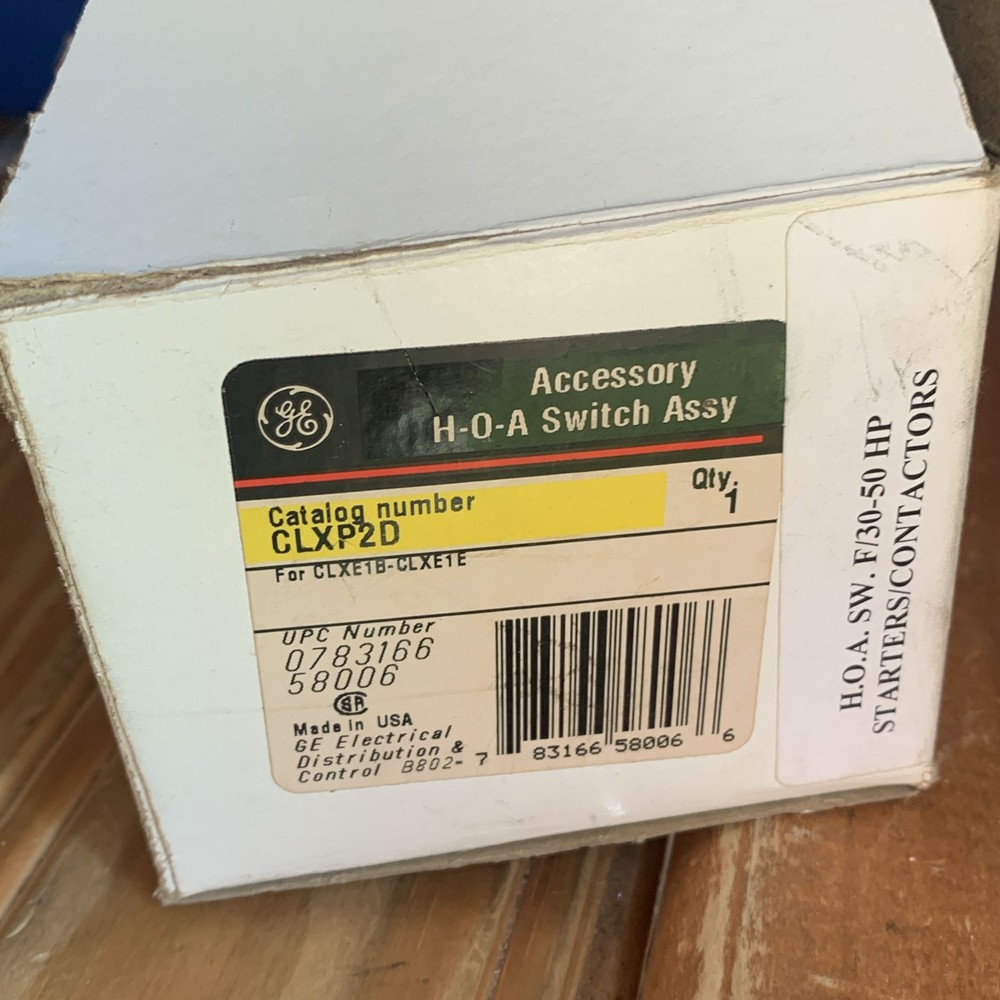 GE
Accessory
H-O-A Switch Assy
Catalog number
CLXP2D
Qty.
1
For CLXE1B-CLXE1E
UPC Number
0783166
58006
SA
Made in USA
GE Electrical
Distribution &
Control B802-
7 83166 58006 6
H.O.A. SW. F/30-50 HP
STARTERS/CONTACTORS